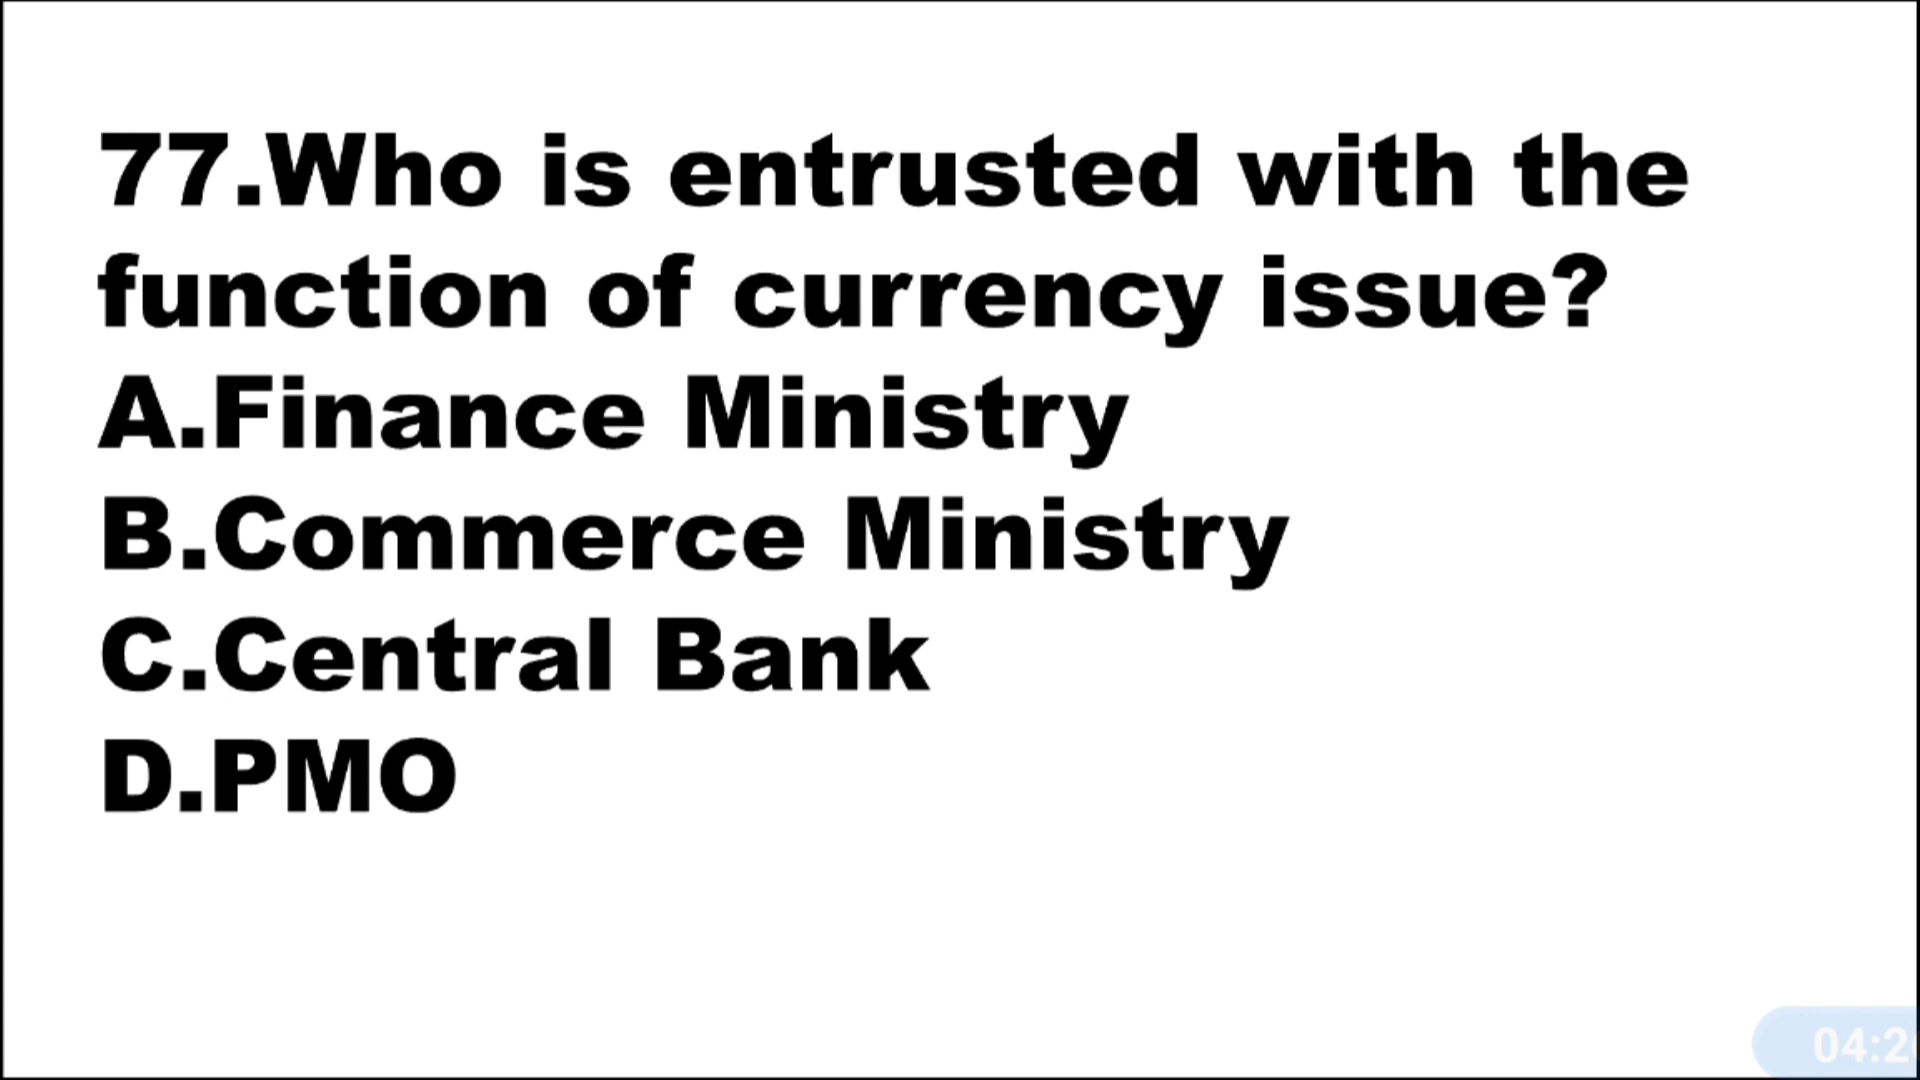 77.Who is entrusted with the
function of currency issue?
A.Finance Ministry
B.Commerce Ministry
C.Central Bank
D.PMO